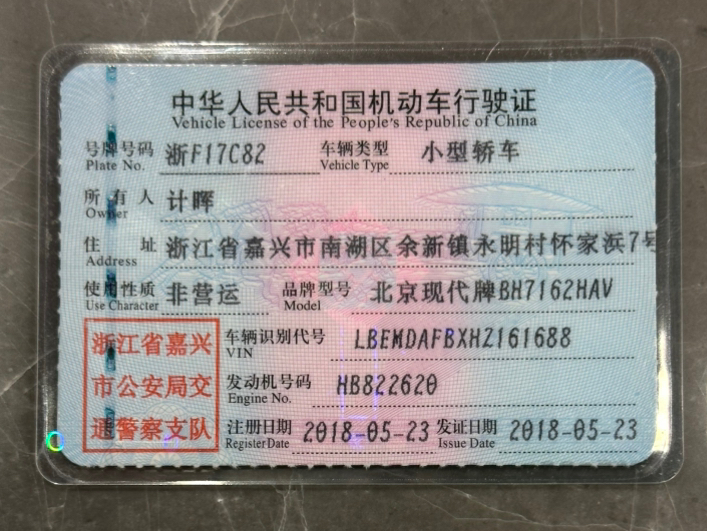 中华人民共和国机动车行驶证
Vehicle License of the People's Republic of China
号牌号码 浙F17C82 车辆类型 小型轿车
Plate No. Vehicle Type
所有人 计晖
Owner
住址 浙江省嘉兴市南湖区余新镇永明村怀家浜7号
Address
使用性质 非营运 品牌型号 北京现代牌BH7162HAV
Use Character Model
浙江省嘉兴 车辆识别代号 LBEMDAFBXHZ161688
VIN
市公安局交 发动机号码 HB822620
Engine No.
通警察支队 注册日期 2018-05-23 发证日期 2018-05-23
Register Date Issue Date